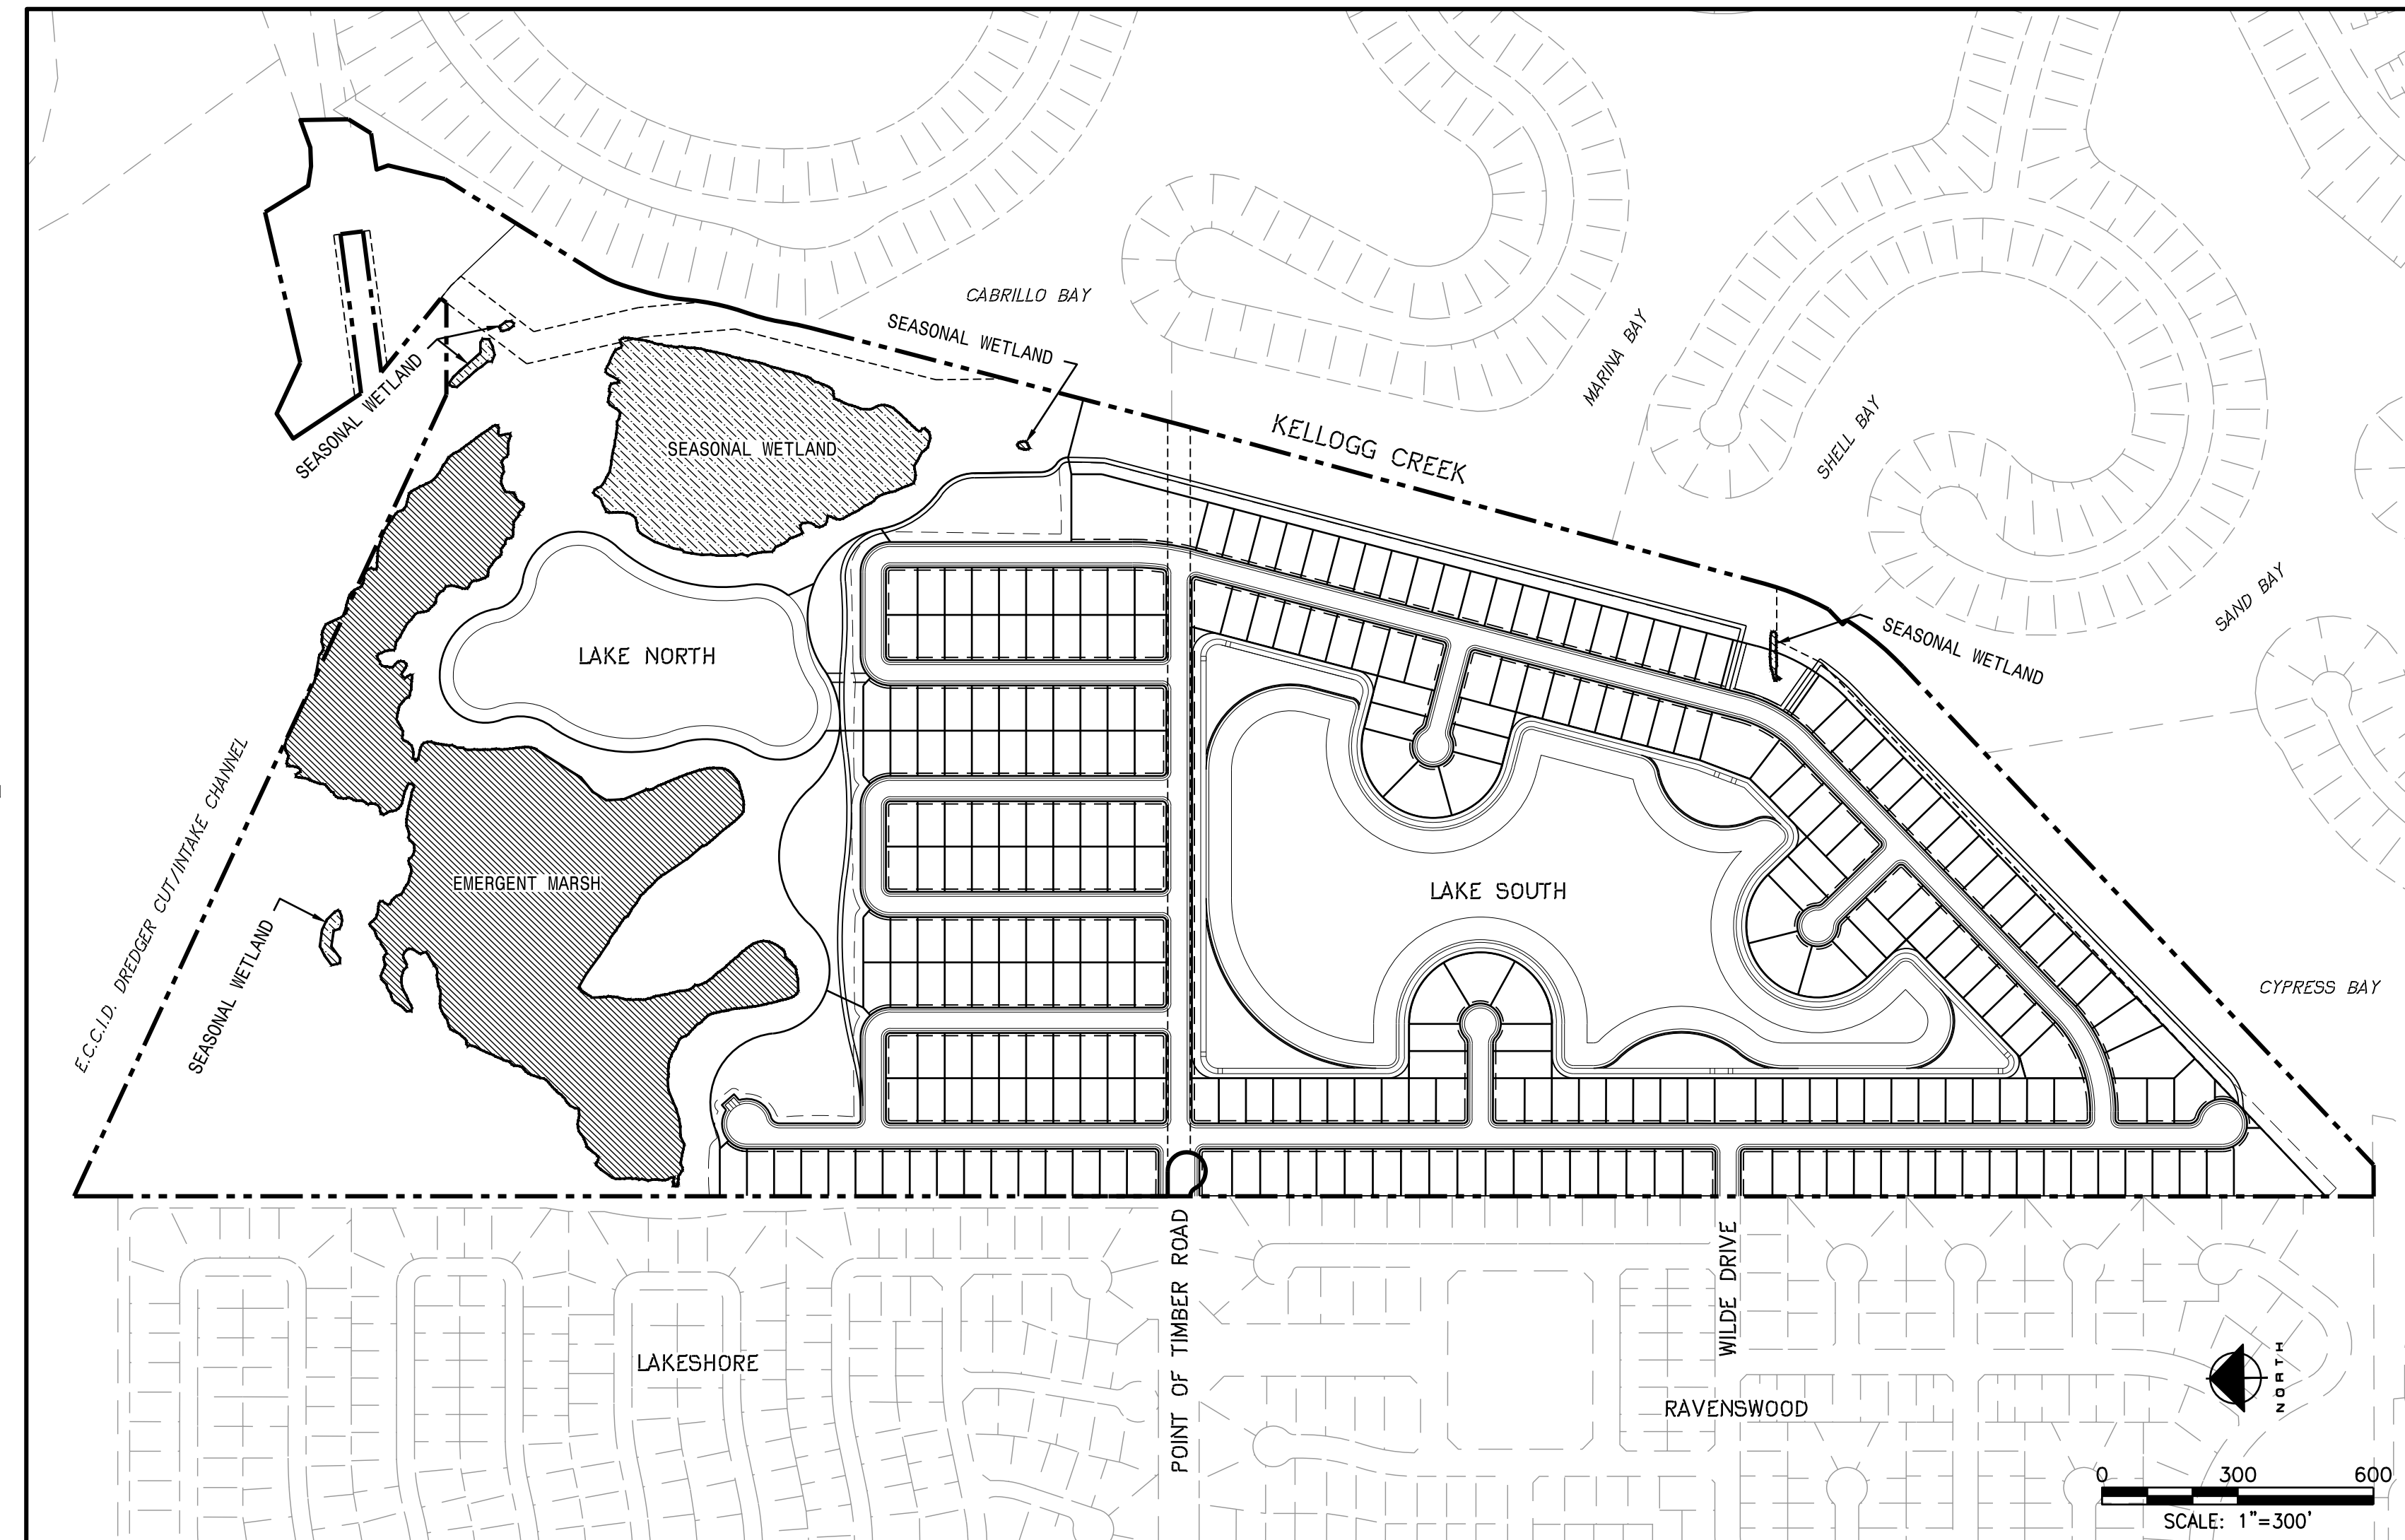 CABRILLO BAY
SEASONAL WETLAND
MARINA BAY
SEASONAL WETLAND
SHELL BAY
KELLOGG CREEK
SEASONAL WETLAND
SAND BAY
SEASONAL WETLAND
LAKE NORTH
E.C.C.I.D. DREDGER CUT/INTAKE CHANNEL
EMERGENT MARSH
LAKE SOUTH
SEASONAL WETLAND
CYPRESS BAY
POINT OF TIMBER ROAD
WILDE DRIVE
LAKESHORE
RAVENSWOOD
NORTH
0 300 600
SCALE: 1"=300'